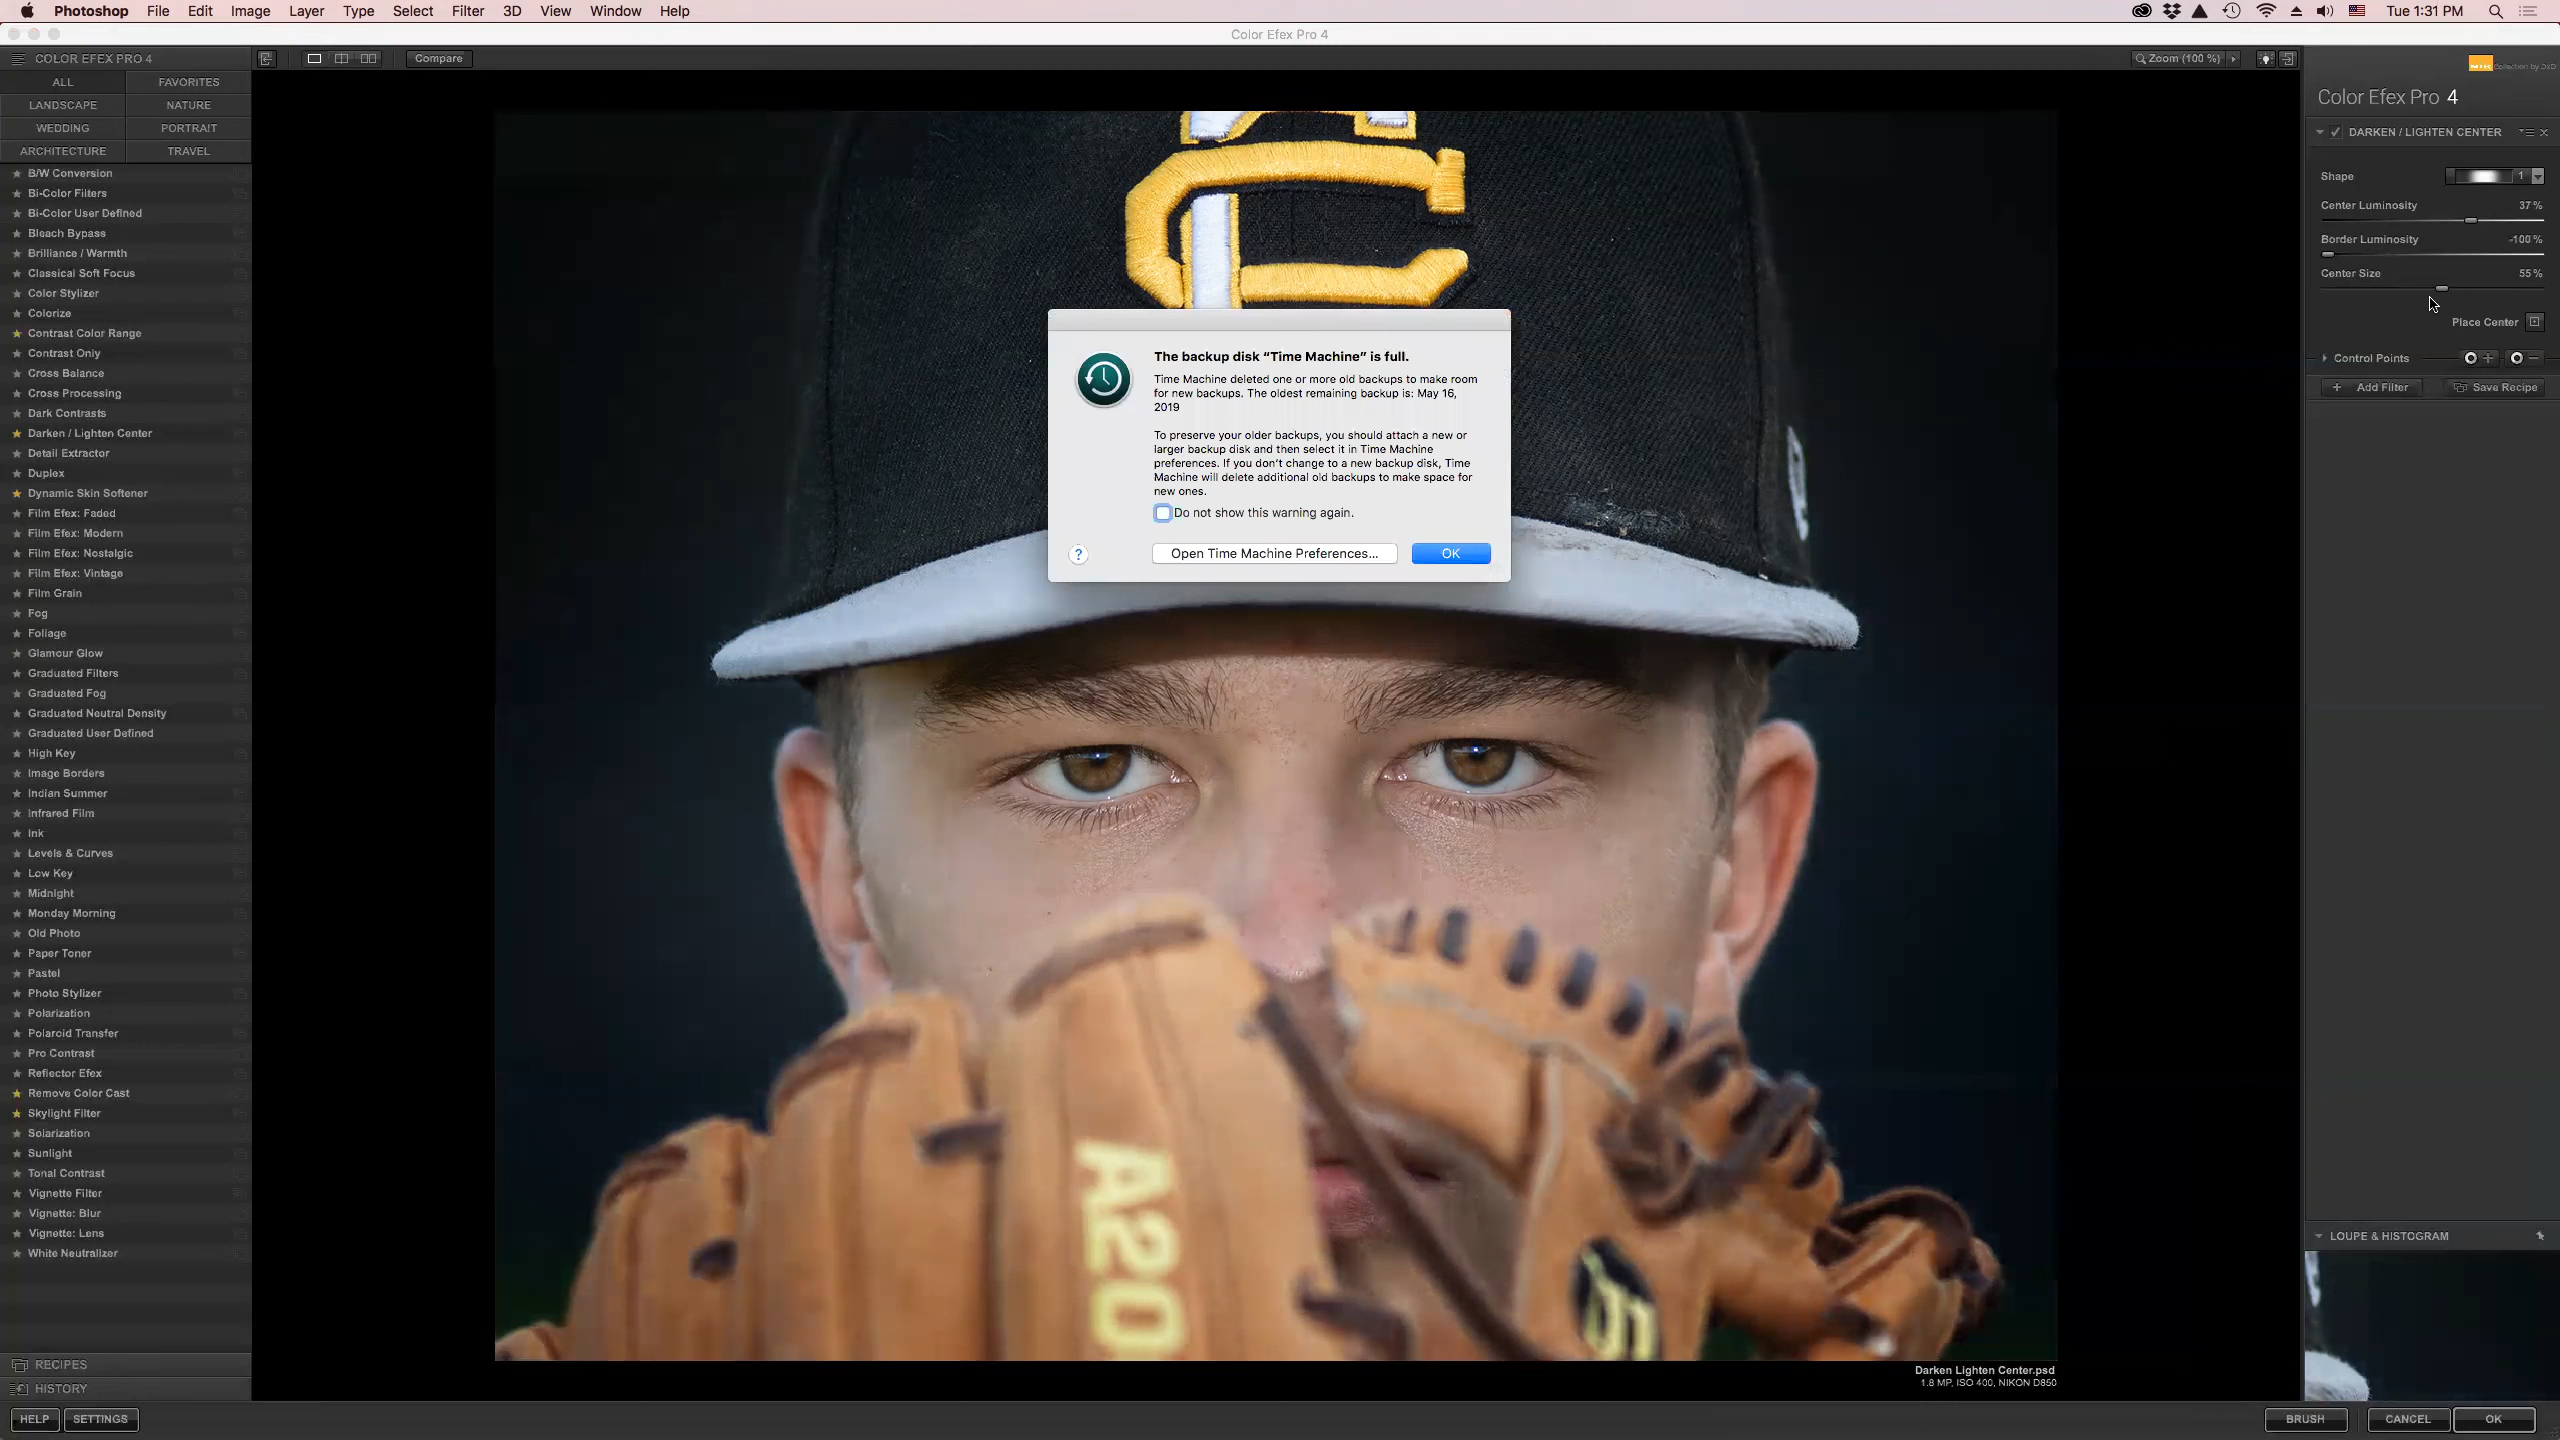 Photoshop File Edit Image Layer Type Select Filter 3D View Window Help Tue 1:31 PM
Color Efex Pro 4
COLOR EFEX PRO 4
Compare
Zoom (100 %)
ALL FAVORITES
LANDSCAPE NATURE
WEDDING PORTRAIT
ARCHITECTURE TRAVEL
B/W Conversion
Bi-Color Filters
Bi-Color User Defined
Bleach Bypass
Brilliance / Warmth
Classical Soft Focus
Color Stylizer
Colorize
Contrast Color Range
Contrast Only
Cross Balance
Cross Processing
Dark Contrasts
Darken / Lighten Center
Detail Extractor
Duplex
Dynamic Skin Softener
Film Efex: Faded
Film Efex: Modern
Film Efex: Nostalgic
Film Efex: Vintage
Film Grain
Fog
Foliage
Glamour Glow
Graduated Filters
Graduated Fog
Graduated Neutral Density
Graduated User Defined
High Key
Image Borders
Indian Summer
Infrared Film
Ink
Levels & Curves
Low Key
Midnight
Monday Morning
Old Photo
Paper Toner
Pastel
Photo Stylizer
Polarization
Polaroid Transfer
Pro Contrast
Reflector Efex
Remove Color Cast
Skylight Filter
Solarization
Sunlight
Tonal Contrast
Vignette Filter
Vignette: Blur
Vignette: Lens
White Neutralizer
RECIPES
HISTORY
HELP SETTINGS
The backup disk “Time Machine” is full.
Time Machine deleted one or more old backups to make room
for new backups. The oldest remaining backup is: May 16,
2019
To preserve your older backups, you should attach a new or
larger backup disk and then select it in Time Machine
preferences. If you don’t change to a new backup disk, Time
Machine will delete additional old backups to make space for
new ones.
Do not show this warning again.
? Open Time Machine Preferences... OK
C
A20
Darken Lighten Center.psd
1.8 MP, ISO 400, NIKON D850
NIK Collection by DxO
Color Efex Pro 4
DARKEN / LIGHTEN CENTER
Shape 1
Center Luminosity 37 %
Border Luminosity -100 %
Center Size 55 %
Place Center
Control Points
+ Add Filter Save Recipe
LOUPE & HISTOGRAM
BRUSH CANCEL OK